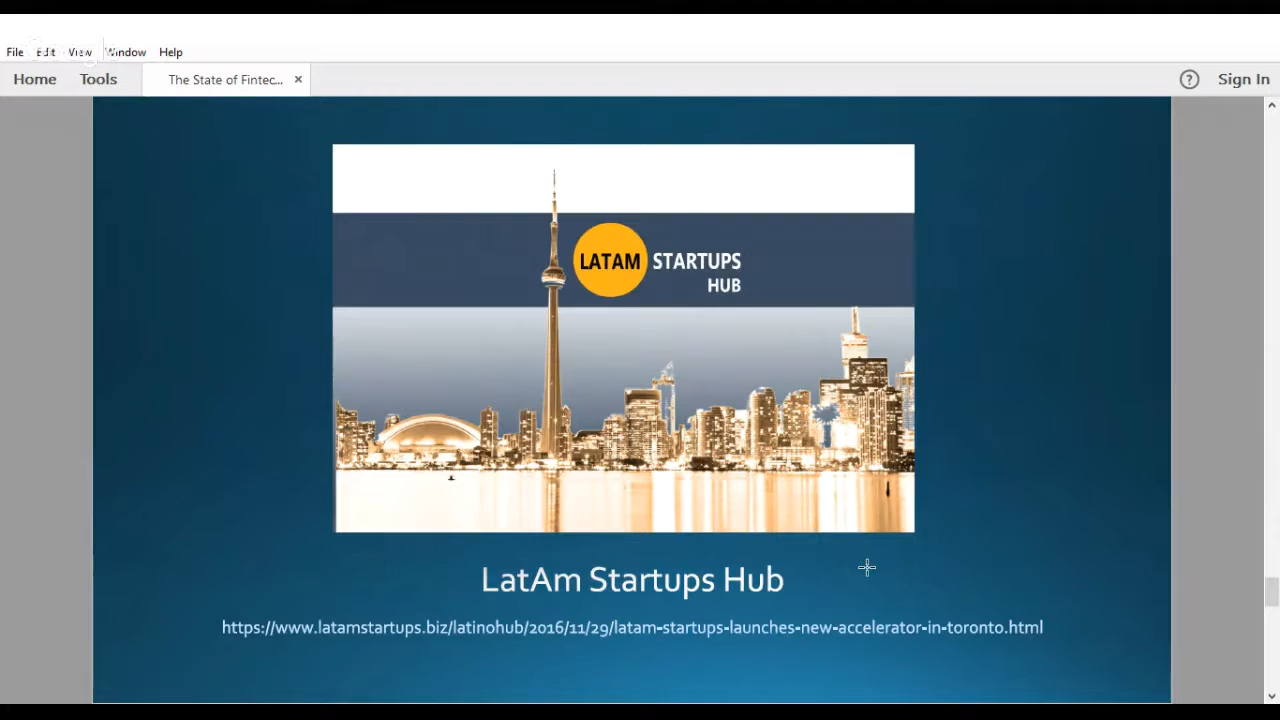 Google
File Edit View Window Help
Home Tools The State of Fintec... × ? Sign In
LATAM STARTUPS
HUB
LatAm Startups Hub
https://www.latamstartups.biz/latinohub/2016/11/29/latam-startups-launches-new-accelerator-in-toronto.html